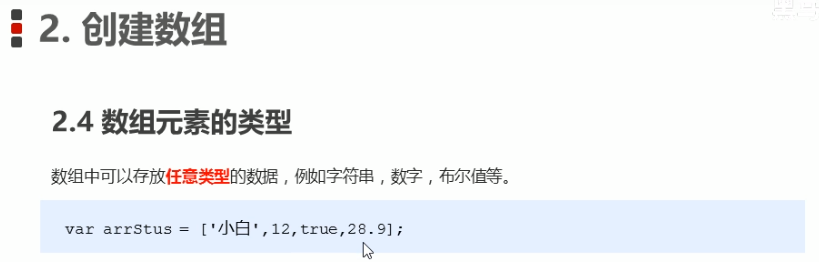 2. 创建数组
2.4 数组元素的类型
数组中可以存放任意类型的数据，例如字符串，数字，布尔值等。
var arrStus = ['小白',12,true,28.9];